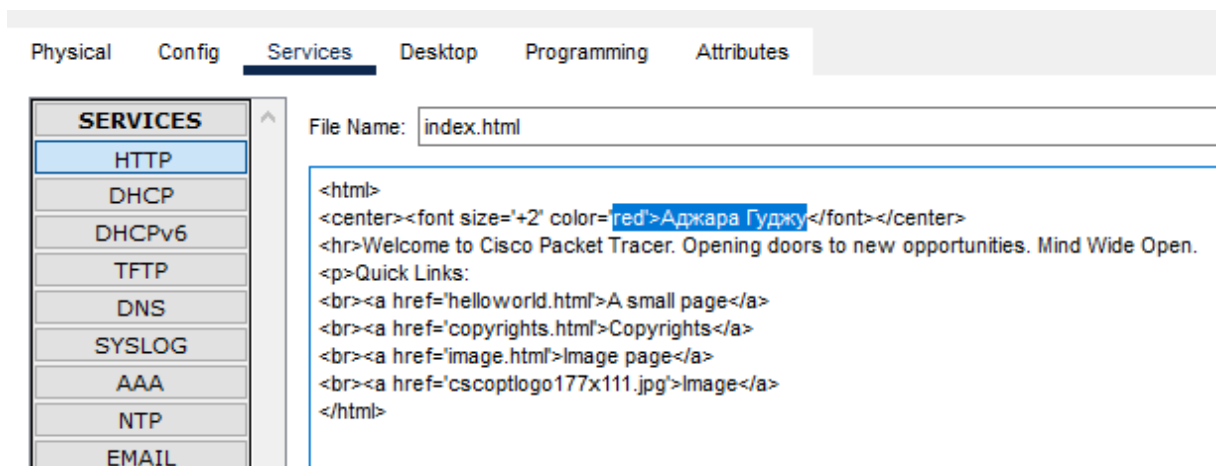 Physical Config Services Desktop Programming Attributes
SERVICES
HTTP
DHCP
DHCPv6
TFTP
DNS
SYSLOG
AAA
NTP
EMAIL
File Name: index.html
<html>
<center><font size='+2' color='red'>Аджара Гуджу</font></center>
<hr>Welcome to Cisco Packet Tracer. Opening doors to new opportunities. Mind Wide Open.
<p>Quick Links:
<br><a href='helloworld.html'>A small page</a>
<br><a href='copyrights.html'>Copyrights</a>
<br><a href='image.html'>Image page</a>
<br><a href='cscoptlogo177x111.jpg'>Image</a>
</html>